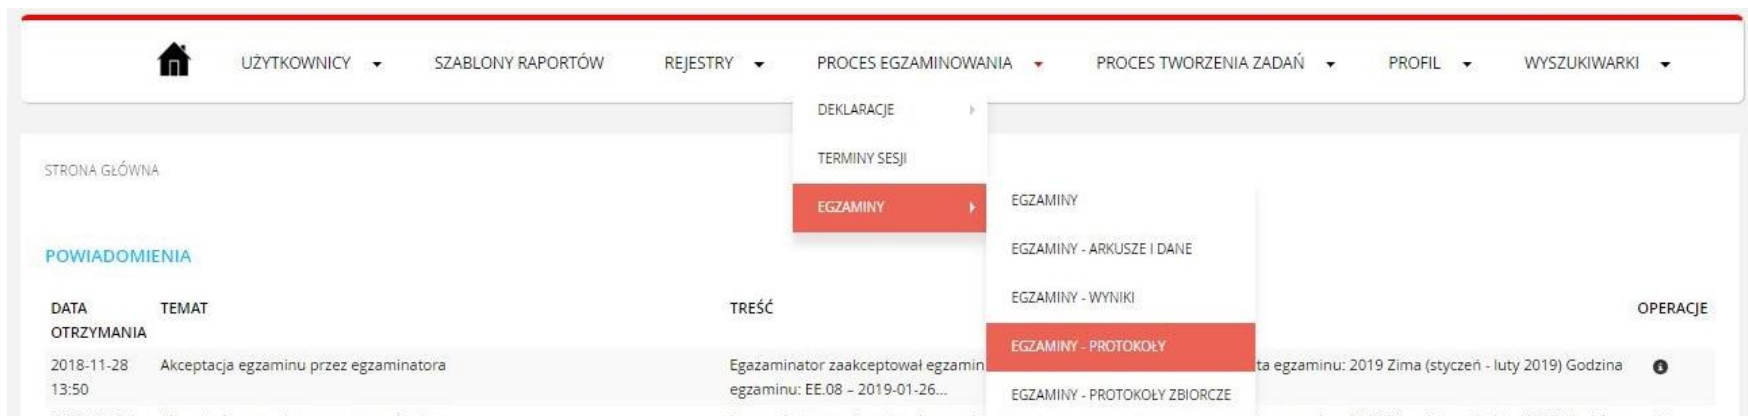 UŻYTKOWNICY SZABLONY RAPORTÓW REJESTRY PROCES EGZAMINOWANIA PROCES TWORZENIA ZADAŃ PROFIL WYSZUKIWARKI
DEKLARACJE
TERMINY SESJI
EGZAMINY
EGZAMINY
EGZAMINY - ARKUSZE I DANE
EGZAMINY - WYNIKI
EGZAMINY - PROTOKOŁY
EGZAMINY - PROTOKOŁY ZBIORCZE
STRONA GŁÓWNA
POWIADOMIENIA
DATA OTRZYMANIA
TEMAT
TREŚĆ
OPERACJE
2018-11-28
13:50
Akceptacja egzaminu przez egzaminatora
Egazaminator zaakceptował egzamin
ta egzaminu: 2019 Zima (styczeń - luty 2019) Godzina
egzaminu: EE.08 – 2019-01-26...